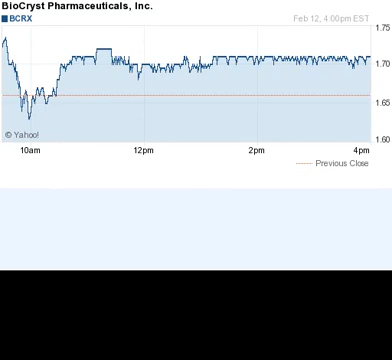 BioCryst Pharmaceuticals, Inc.
BCRX
Feb 12, 4:00pm EST
1.75
1.70
1.65
1.60
© Yahoo!
10am
12pm
2pm
4pm
Previous Close